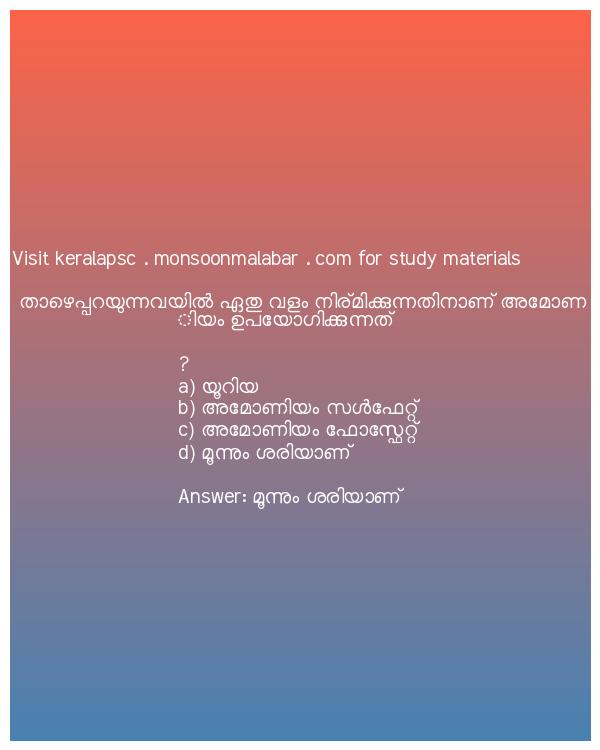 Visit keralapsc . monsoonmalabar . com for study materials
താഴെപ്പറയുന്നവയിൽ ഏതു വളം നിര്മിക്കുന്നതിനാണ് അമോണ
ിയം ഉപയോഗിക്കുന്നത്
?
a) യൂറിയ
b) അമോണിയം സൾഫേറ്റ്
c) അമോണിയം ഫോസ്ഫേറ്റ്
d) മൂന്നും ശരിയാണ്
Answer: മൂന്നും ശരിയാണ്